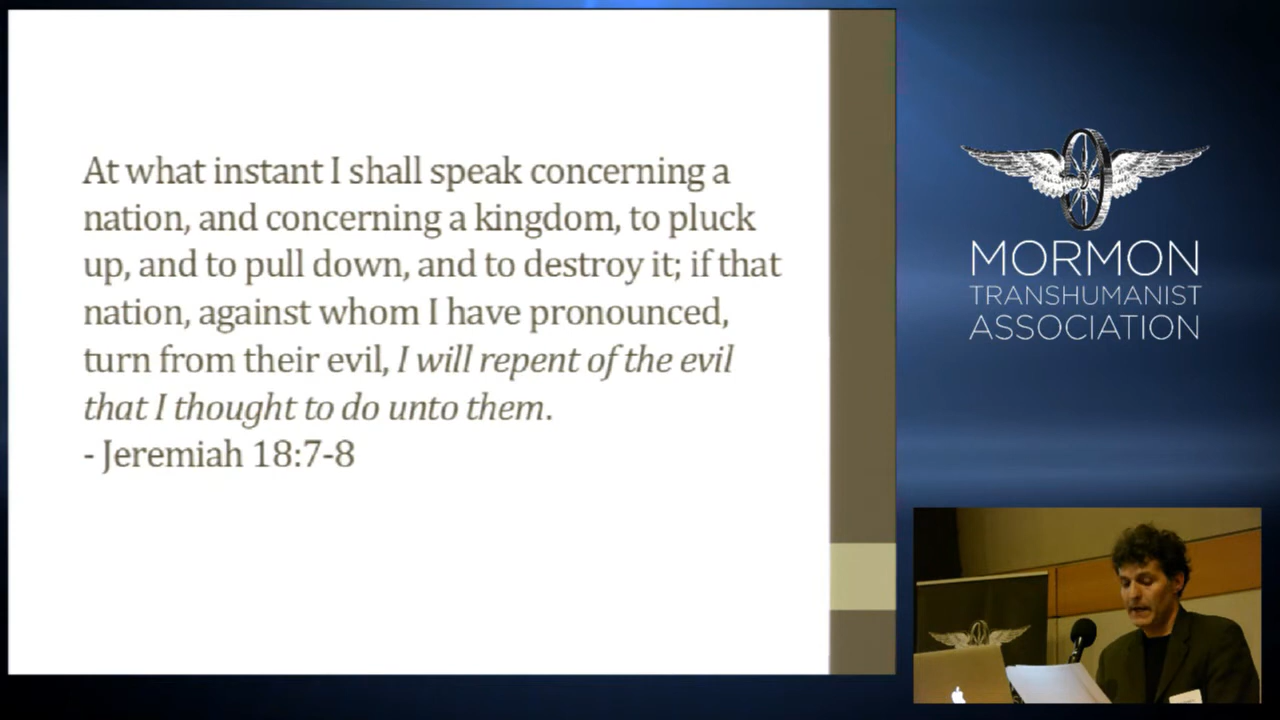 At what instant I shall speak concerning a
nation, and concerning a kingdom, to pluck
up, and to pull down, and to destroy it; if that
nation, against whom I have pronounced,
turn from their evil, I will repent of the evil
that I thought to do unto them.
- Jeremiah 18:7-8
MORMON
TRANSHUMANIST
ASSOCIATION